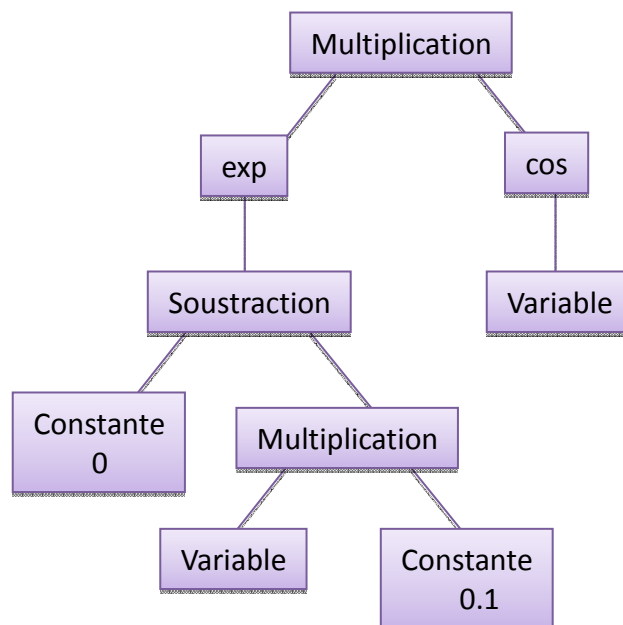 Multiplication
exp
cos
Soustraction
Variable
Constante
0
Multiplication
Variable
Constante
0.1